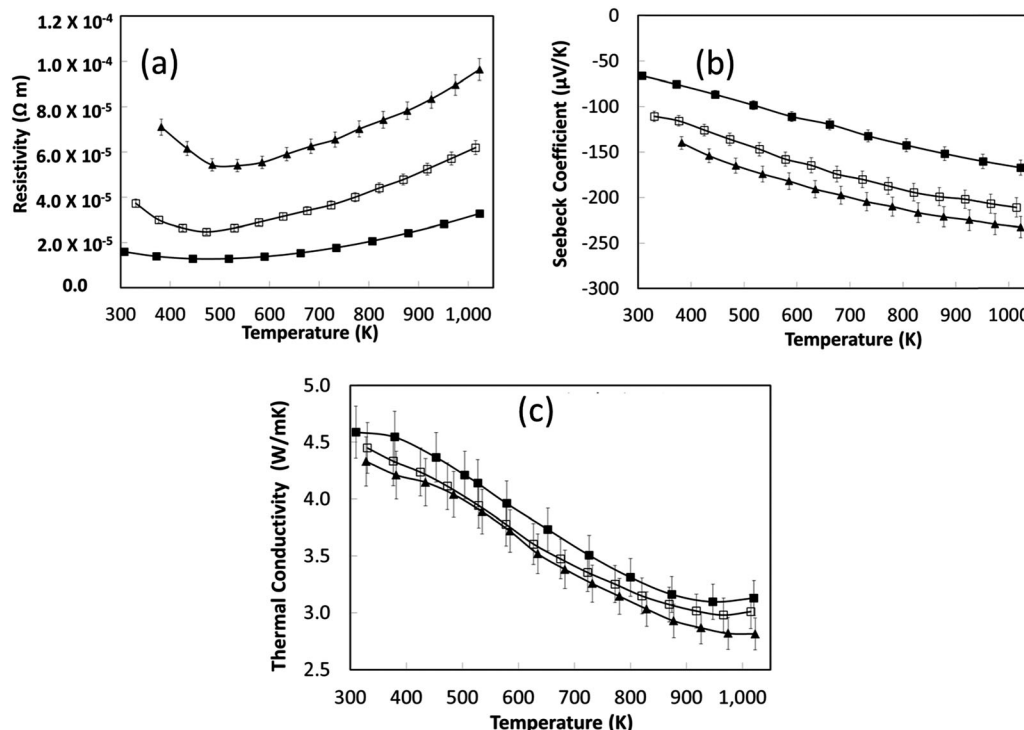 1.2 X 10⁻⁴
1.0 X 10⁻⁴
8.0 X 10⁻⁵
6.0 X 10⁻⁵
4.0 X 10⁻⁵
2.0 X 10⁻⁵
0.0
Resistivity (Ω m)
(a)
300 400 500 600 700 800 900 1,000
Temperature (K)
0
-50
-100
-150
-200
-250
-300
Seebeck Coefficient (µV/K)
(b)
300 400 500 600 700 800 900 1000
Temperature (K)
5.0
4.5
4.0
3.5
3.0
2.5
Thermal Conductivity (W/mK)
(c)
300 400 500 600 700 800 900 1,000
Temperature (K)